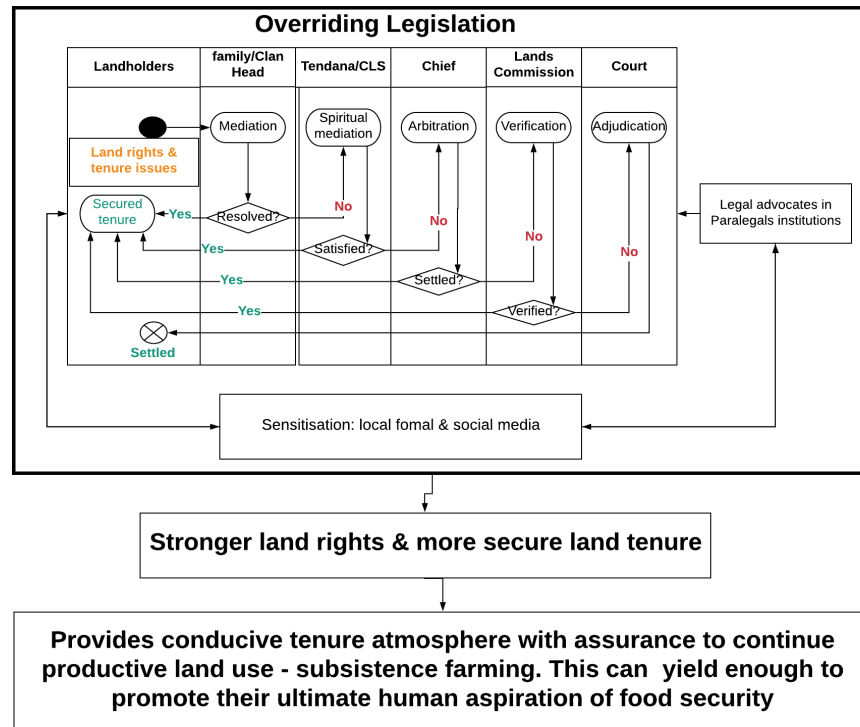 Overriding Legislation
Landholders
family/Clan
Head
Tendana/CLS
Chief
Lands
Commission
Court
Mediation
Spiritual
mediation
Arbitration
Verification
Adjudication
Land rights &
tenure issues
Secured
tenure
Yes
Resolved?
No
Yes
Satisfied?
No
Yes
Settled?
No
Yes
Verified?
No
Settled
Legal advocates in
Paralegals institutions
Sensitisation: local fomal & social media
Stronger land rights & more secure land tenure
Provides conducive tenure atmosphere with assurance to continue
productive land use - subsistence farming. This can  yield enough to
promote their ultimate human aspiration of food security